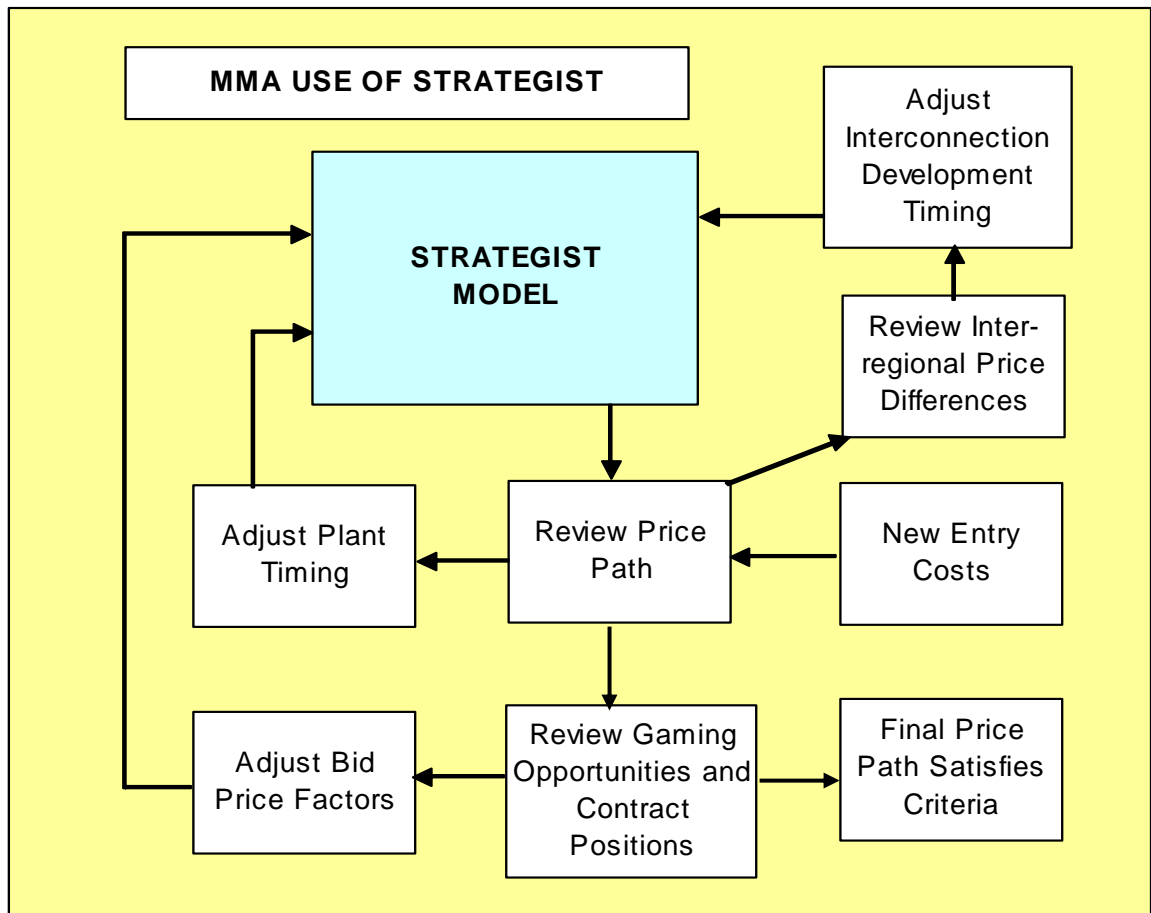 MMA USE OF STRATEGIST
Adjust
Interconnection
Development
Timing
STRATEGIST
MODEL
Review Inter-
regional Price
Differences
Adjust Plant
Timing
Review Price
Path
New Entry
Costs
Adjust Bid
Price Factors
Review Gaming
Opportunities and
Contract
Positions
Final Price
Path Satisfies
Criteria